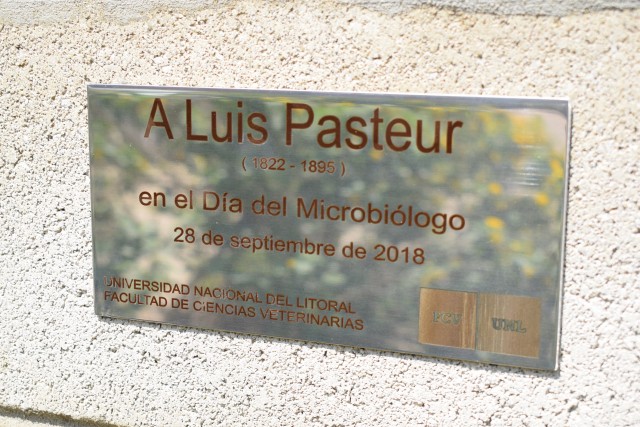 A Luis Pasteur
( 1822 - 1895 )
en el Día del Microbiólogo
28 de septiembre de 2018
UNIVERSIDAD NACIONAL DEL LITORAL
FACULTAD DE CIENCIAS VETERINARIAS
UNL